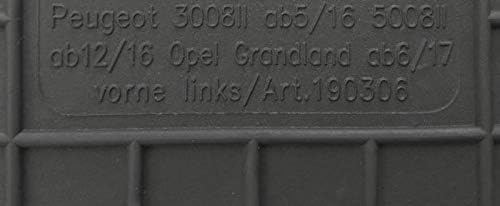 Peugeot 3008II ab5/16 5008II
ab12/16 Opel Grandland ab6/17
vorne links/Art.190306